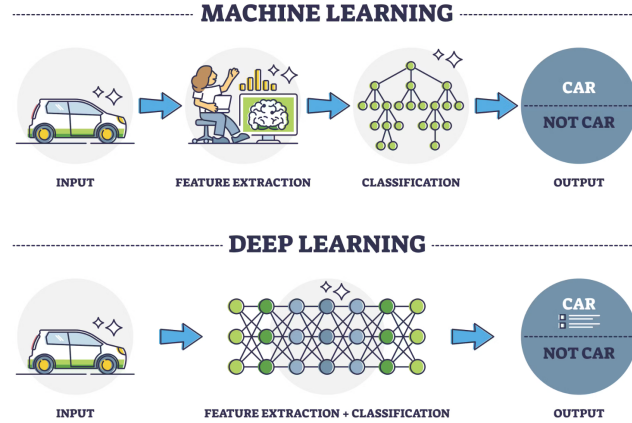 MACHINE LEARNING
CAR
NOT CAR
INPUT
FEATURE EXTRACTION
CLASSIFICATION
OUTPUT
DEEP LEARNING
CAR
NOT CAR
INPUT
FEATURE EXTRACTION + CLASSIFICATION
OUTPUT